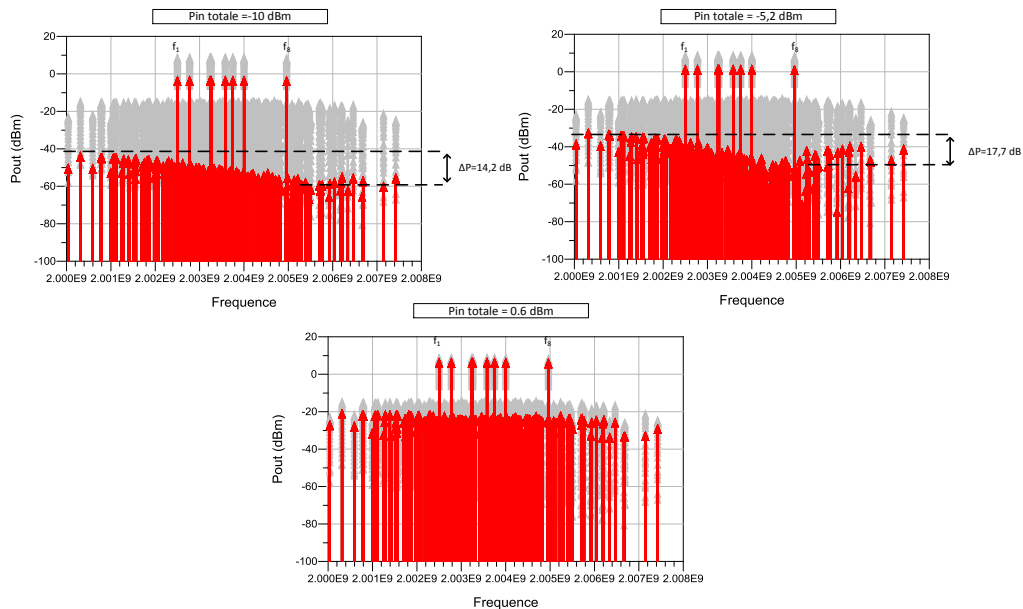 Pin totale =-10 dBm
f1
f8
20
0
-20
-40
-60
-80
-100
Pout (dBm)
ΔP=14,2 dB
2.000E9 2.001E9 2.002E9 2.003E9 2.004E9 2.005E9 2.006E9 2.007E9 2.008E9
Frequence
Pin totale = -5,2 dBm
f1
f8
20
0
-20
-40
-60
-80
-100
Pout (dBm)
ΔP=17,7 dB
2.000E9 2.001E9 2.002E9 2.003E9 2.004E9 2.005E9 2.006E9 2.007E9 2.008E9
Frequence
Pin totale = 0.6 dBm
f1
f8
20
0
-20
-40
-60
-80
-100
Pout (dBm)
2.000E9 2.001E9 2.002E9 2.003E9 2.004E9 2.005E9 2.006E9 2.007E9 2.008E9
Frequence